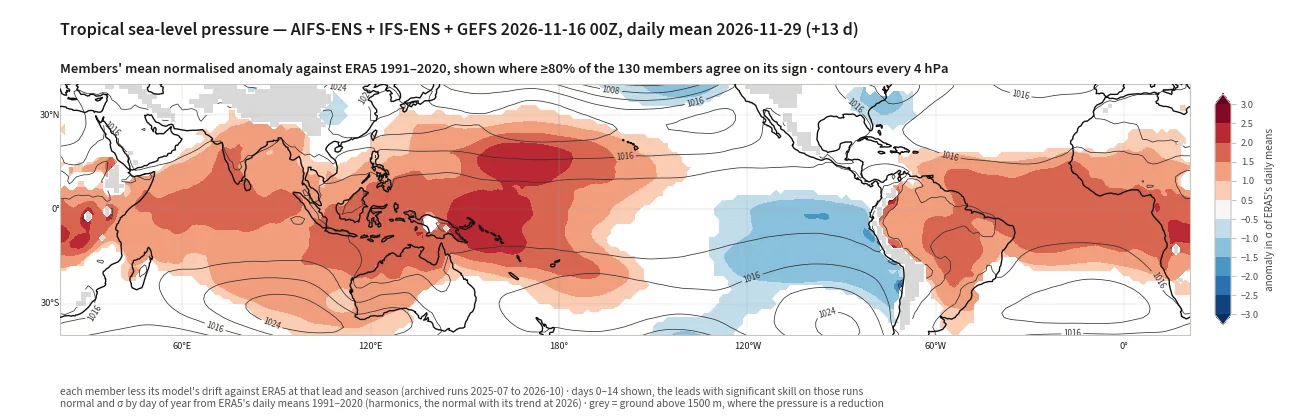 Tropical sea-level pressure — AIFS-ENS + IFS-ENS + GEFS 2026-11-16 00Z, daily mean 2026-11-29 (+13 d)
Members' mean normalised anomaly against ERA5 1991–2020, shown where ≥80% of the 130 members agree on its sign · contours every 4 hPa
1024
1008
1016
1016
1016
3.0
30°N
1016
2.5
1016
1016
2.0
1.5
1.0
0°
0.5
−0.5
−1.0
1016
1016
−1.5
−2.0
30°S
1016
1016
1024
1024
1016
−2.5
−3.0
anomaly in σ of ERA5's daily means
60°E
120°E
180°
120°W
60°W
0°
each member less its model's drift against ERA5 at that lead and season (archived runs 2025-07 to 2026-10) · days 0–14 shown, the leads with significant skill on those runs
normal and σ by day of year from ERA5's daily means 1991–2020 (harmonics, the normal with its trend at 2026) · grey = ground above 1500 m, where the pressure is a reduction